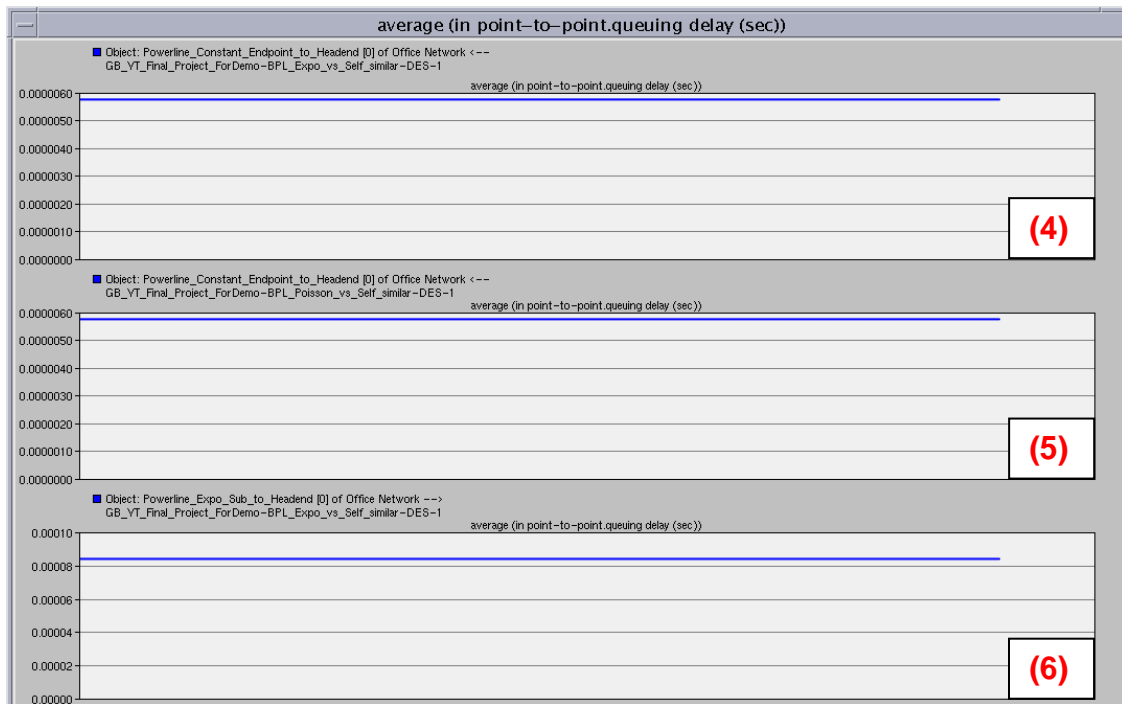 average (in point−to−point.queuing delay (sec))
Object: Powerline_Constant_Endpoint_to_Headend [0] of Office Network <−−
GB_YT_Final_Project_ForDemo−BPL_Expo_vs_Self_similar−DES−1
average (in point−to−point.queuing delay (sec))
0.0000060
0.0000050
0.0000040
0.0000030
0.0000020
0.0000010
0.0000000
(4)
Object: Powerline_Constant_Endpoint_to_Headend [0] of Office Network <−−
GB_YT_Final_Project_ForDemo−BPL_Poisson_vs_Self_similar−DES−1
average (in point−to−point.queuing delay (sec))
0.0000060
0.0000050
0.0000040
0.0000030
0.0000020
0.0000010
0.0000000
(5)
Object: Powerline_Expo_Sub_to_Headend [0] of Office Network −−>
GB_YT_Final_Project_ForDemo−BPL_Expo_vs_Self_similar−DES−1
average (in point−to−point.queuing delay (sec))
0.00010
0.00008
0.00006
0.00004
0.00002
0.00000
(6)